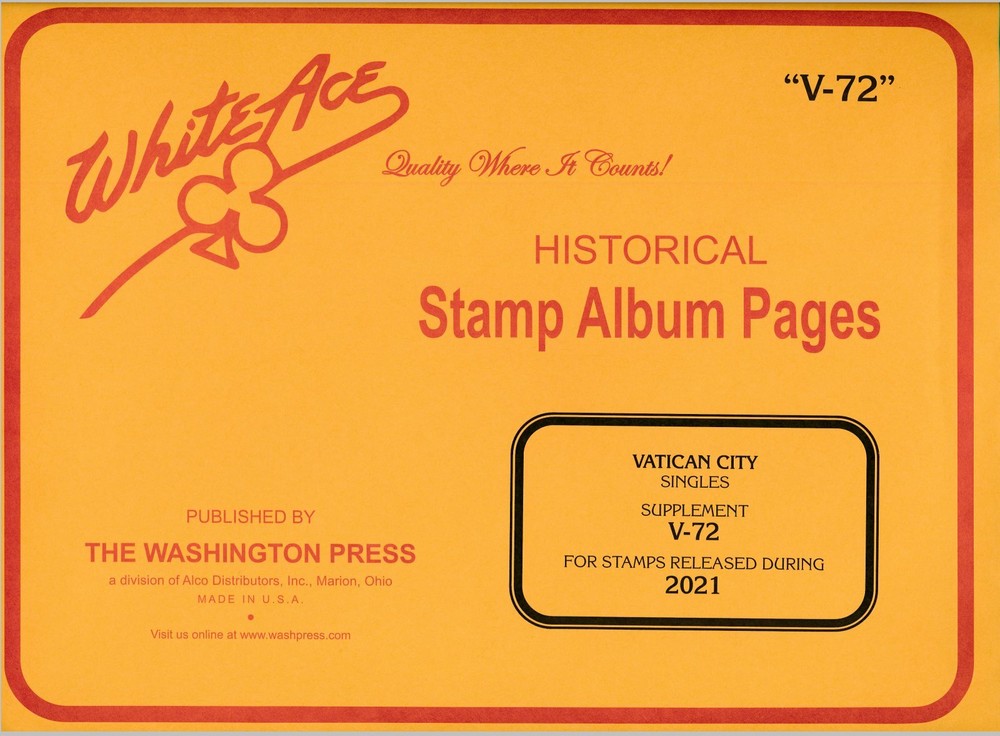 White Ace
"V-72"
Quality Where It Counts!
HISTORICAL
Stamp Album Pages
VATICAN CITY
SINGLES
SUPPLEMENT
V-72
FOR STAMPS RELEASED DURING
2021
PUBLISHED BY
THE WASHINGTON PRESS
a division of Alco Distributors, Inc., Marion, Ohio
MADE IN U.S.A.
Visit us online at www.washpress.com